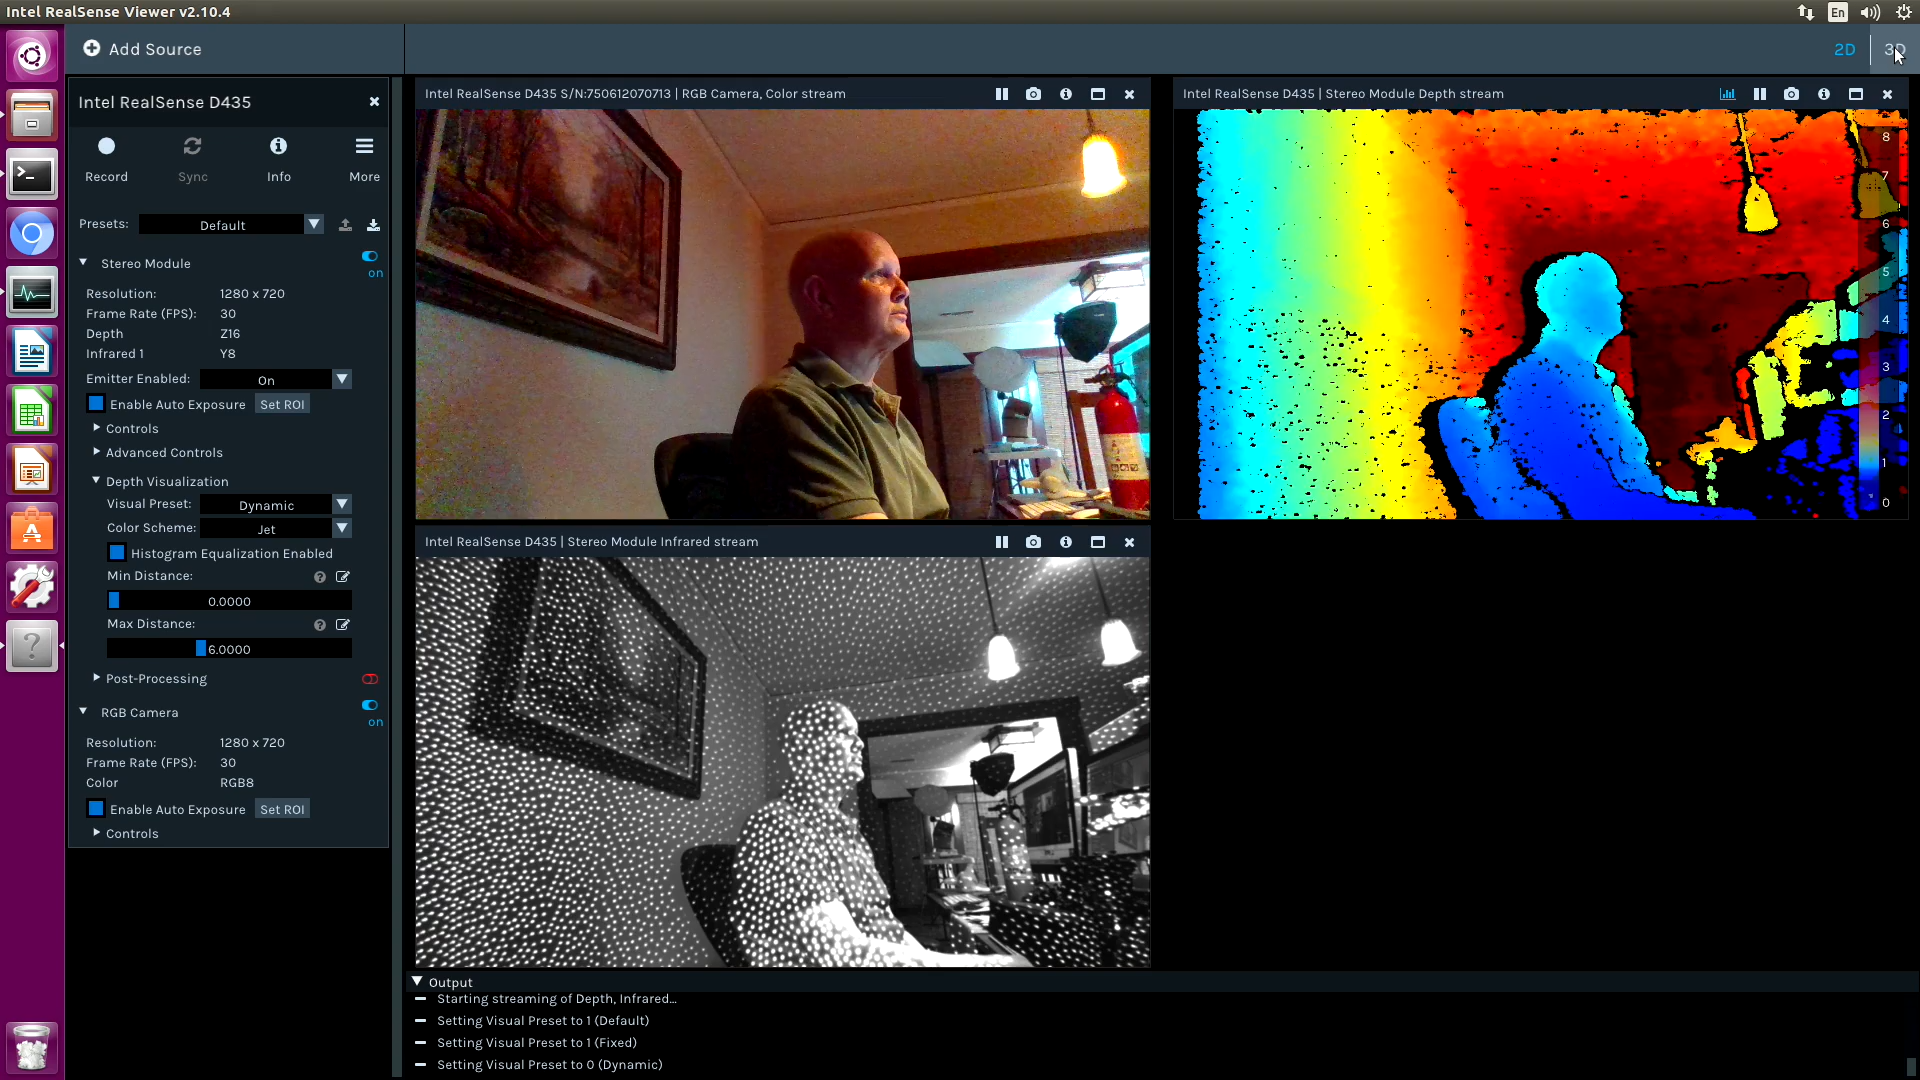 Intel RealSense Viewer v2.10.4
En
Add Source
2D
3D
Intel RealSense D435
Record
Sync
Info
More
Presets:
Default
Stereo Module
on
Resolution:
1280 x 720
Frame Rate (FPS):
30
Depth
Z16
Infrared 1
Y8
Emitter Enabled:
On
Enable Auto Exposure
Set ROI
Controls
Advanced Controls
Depth Visualization
Visual Preset:
Dynamic
Color Scheme:
Jet
Histogram Equalization Enabled
Min Distance:
0.0000
Max Distance:
6.0000
Post-Processing
RGB Camera
on
Resolution:
1280 x 720
Frame Rate (FPS):
30
Color
RGB8
Enable Auto Exposure
Set ROI
Controls
Intel RealSense D435 S/N:750612070713 | RGB Camera, Color stream
Intel RealSense D435 | Stereo Module Depth stream
8
7
6
5
4
3
2
1
0
Intel RealSense D435 | Stereo Module Infrared stream
Output
Starting streaming of Depth, Infrared...
Setting Visual Preset to 1 (Default)
Setting Visual Preset to 1 (Fixed)
Setting Visual Preset to 0 (Dynamic)